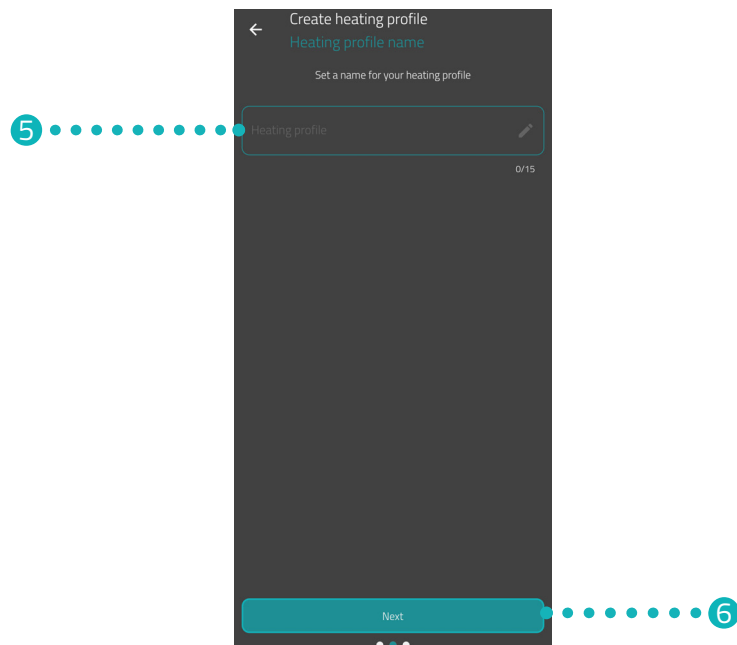 Create heating profile
Heating profile name
Set a name for your heating profile
5
Heating profile
0/15
Next
6